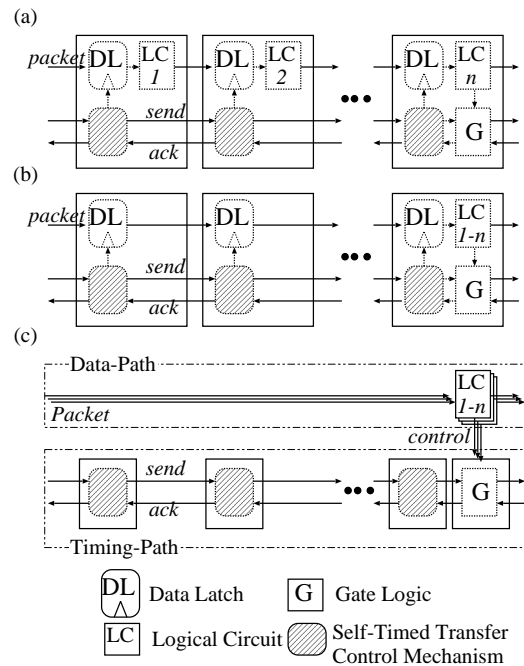 (a)
packet DL LC 1 DL LC 2 DL LC n
send
ack
G
(b)
packet DL DL DL LC 1-n
send
ack
G
(c)
Data-Path
LC 1-n
Packet
control
send
ack
G
Timing-Path
DL Data Latch
G Gate Logic
LC Logical Circuit
Self-Timed Transfer
Control Mechanism